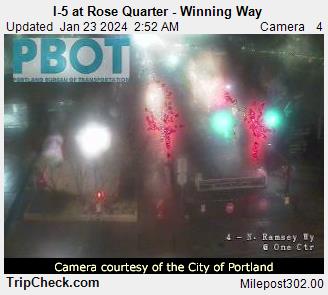 I-5 at Rose Quarter - Winning Way
Updated Jan 23 2024 2:52 AM Camera 4
PBOT
PORTLAND BUREAU OF TRANSPORTATION
4 - N. Ramsey Wy
@ One Ctr
Camera courtesy of the City of Portland
TripCheck.com Milepost302.00